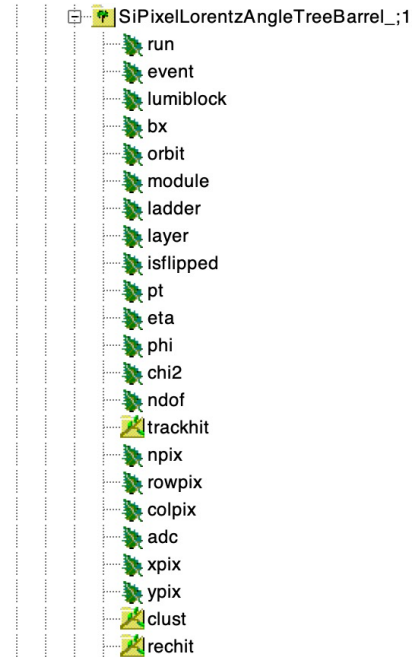 SiPixelLorentzAngleTreeBarrel_;1
run
event
lumiblock
bx
orbit
module
ladder
layer
isflipped
pt
eta
phi
chi2
ndof
trackhit
npix
rowpix
colpix
adc
xpix
ypix
clust
rechit